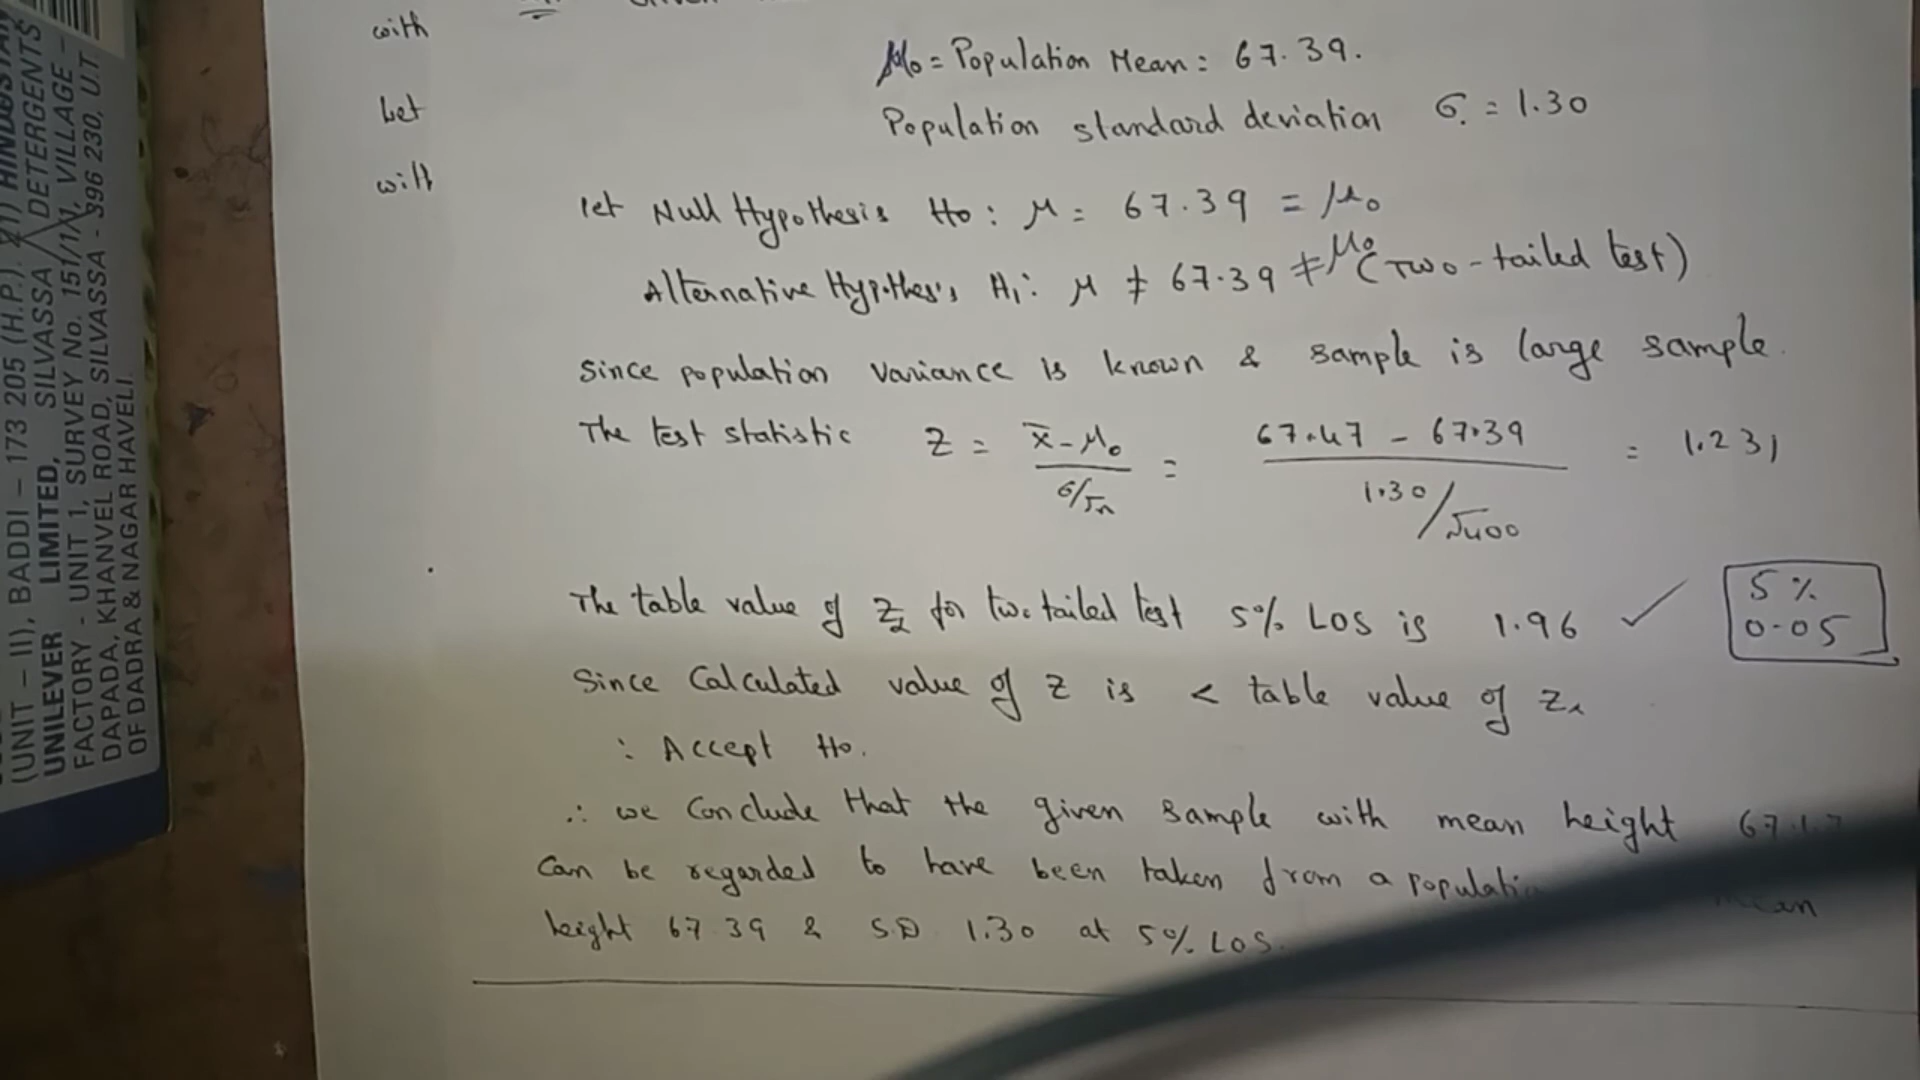 with
μ₀ = Population Mean = 67.39.
Let
Population standard deviation σ = 1.30
with
let Null Hypothesis H₀ : μ = 67.39 = μ₀
Alternative Hypothesis H₁: μ ≠ 67.39 ≠ μ₀ (Two-tailed test)
Since population variance is known & sample is large sample.
The test statistic Z = (x̄ - μ₀) / (σ/√n) = (67.47 - 67.39) / (1.30/√400) = 1.231
5%
0.05
The table value of Z for two tailed test 5% LOS is 1.96 ✓
Since Calculated value of Z is < table value of Z
∴ Accept H₀.
∴ we Conclude that the given sample with mean height
Can be regarded to have been taken from a mean
height 67.39 & S.D 1.30 at 5% LOS.
(UNIT – II), BADDI – 173 205 (H.P.).
UNILEVER LIMITED, SILVASSA DETERGENTS
FACTORY - UNIT 1, SURVEY No. 151/1/1, VILLAGE -
DAPADA, KHANVEL ROAD, SILVASSA - 396 230, U.T
OF DADRA & NAGAR HAVELI.